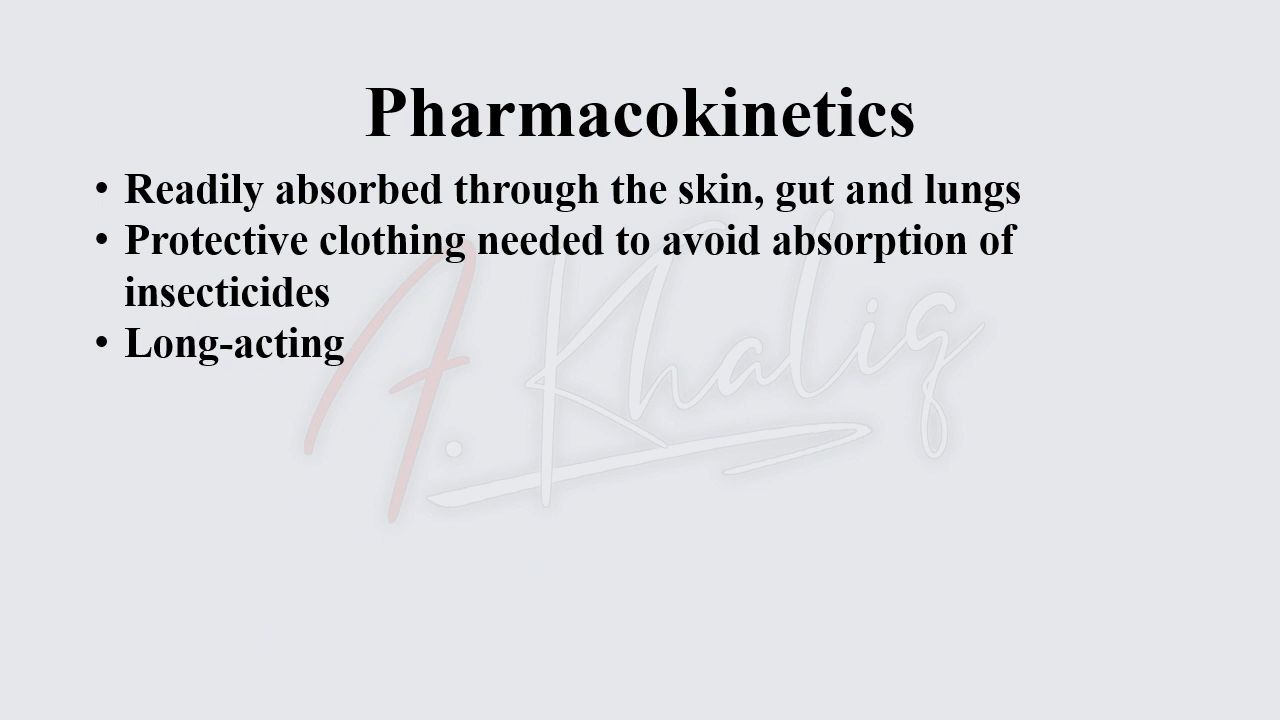 Pharmacokinetics
• Readily absorbed through the skin, gut and lungs
• Protective clothing needed to avoid absorption of
insecticides
• Long-acting
A. Khaliq